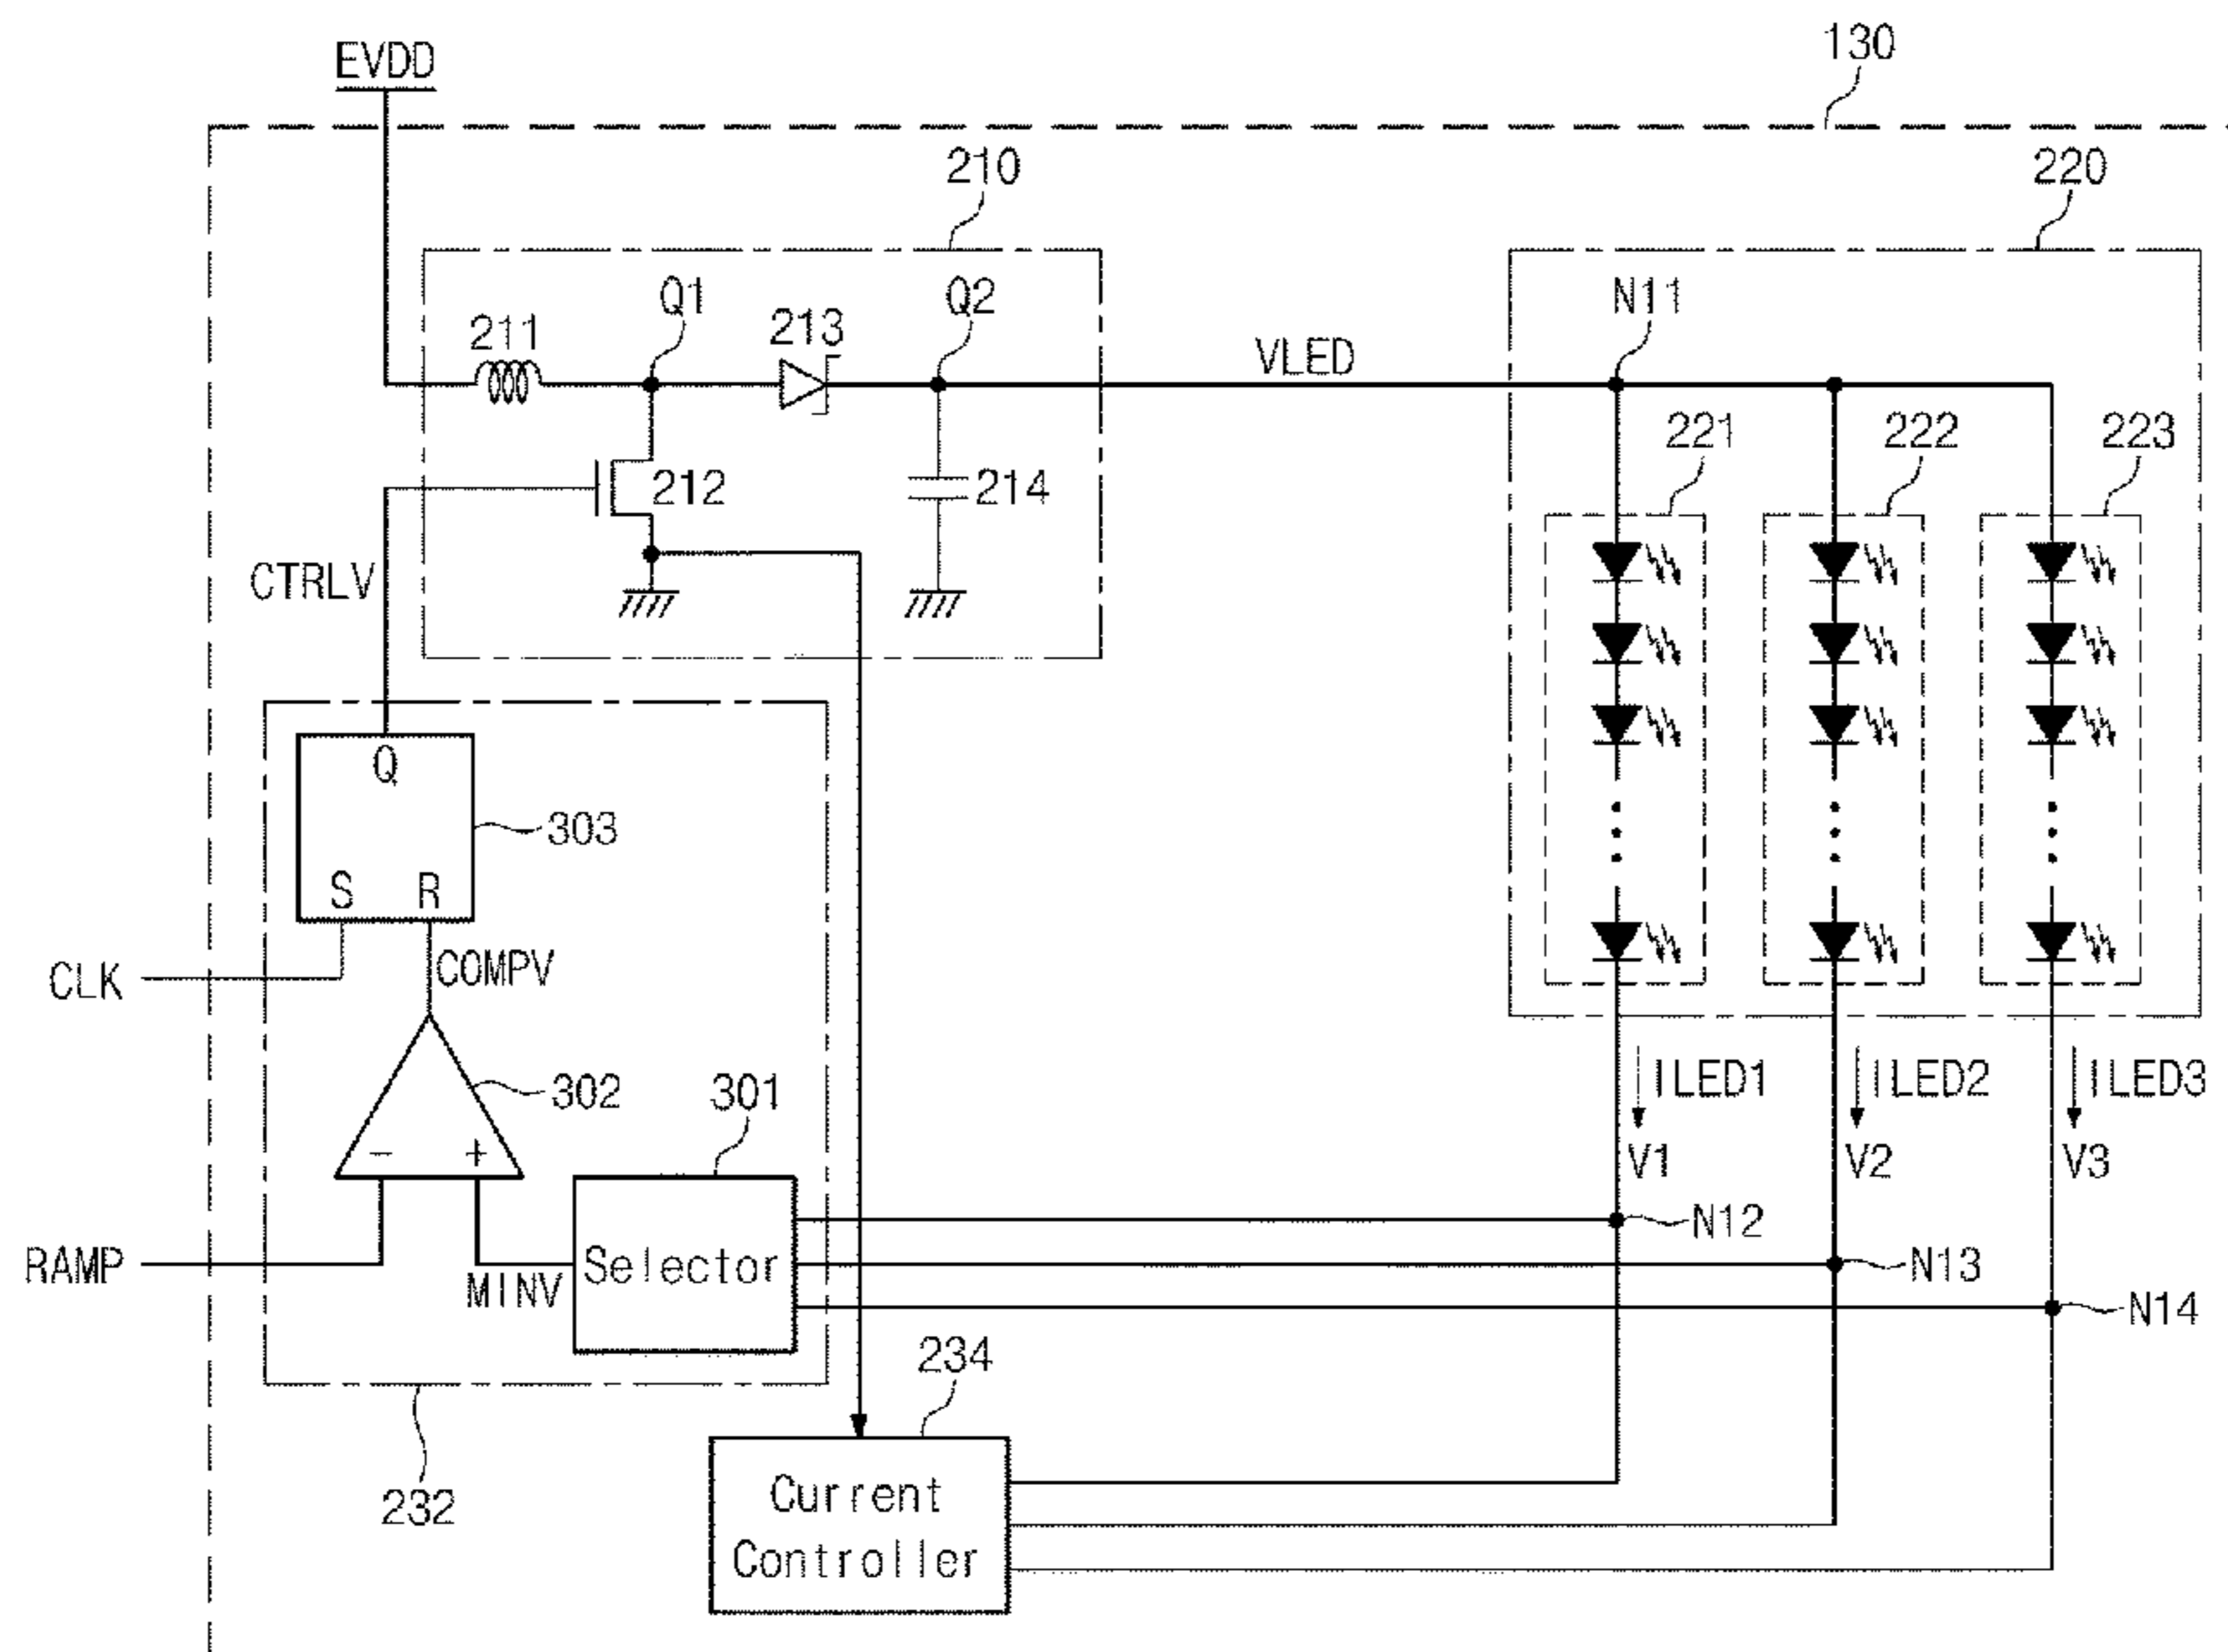 130
EVDD
210
220
Q1
Q2
N11
211
213
VLED
221
222
223
212
214
CTRLV
Q
303
S
R
CLK
COMPV
302
301
ILED1
ILED2
ILED3
-
+
V1
V2
V3
N12
RAMP
MINV
Selector
N13
N14
234
232
Current
Controller